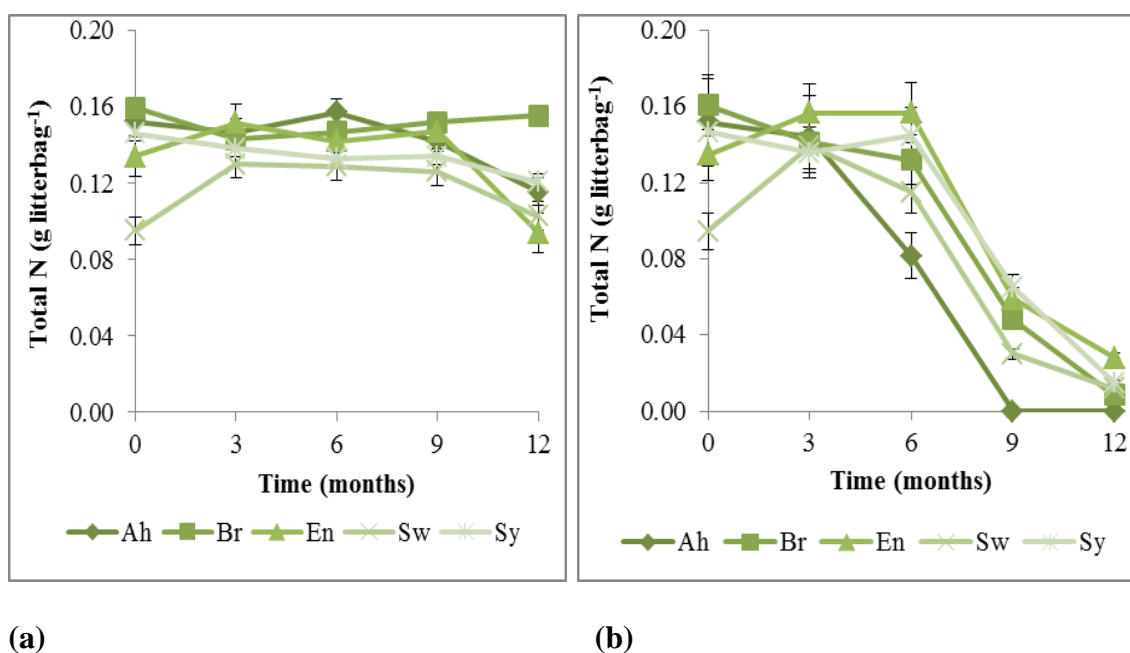 Total N (g litterbag-1)
0.20
0.16
0.12
0.08
0.04
0.00
0 3 6 9 12
Time (months)
Ah Br En Sw Sy
(a)
Total N (g litterbag-1)
0.20
0.16
0.12
0.08
0.04
0.00
0 3 6 9 12
Time (months)
Ah Br En Sw Sy
(b)